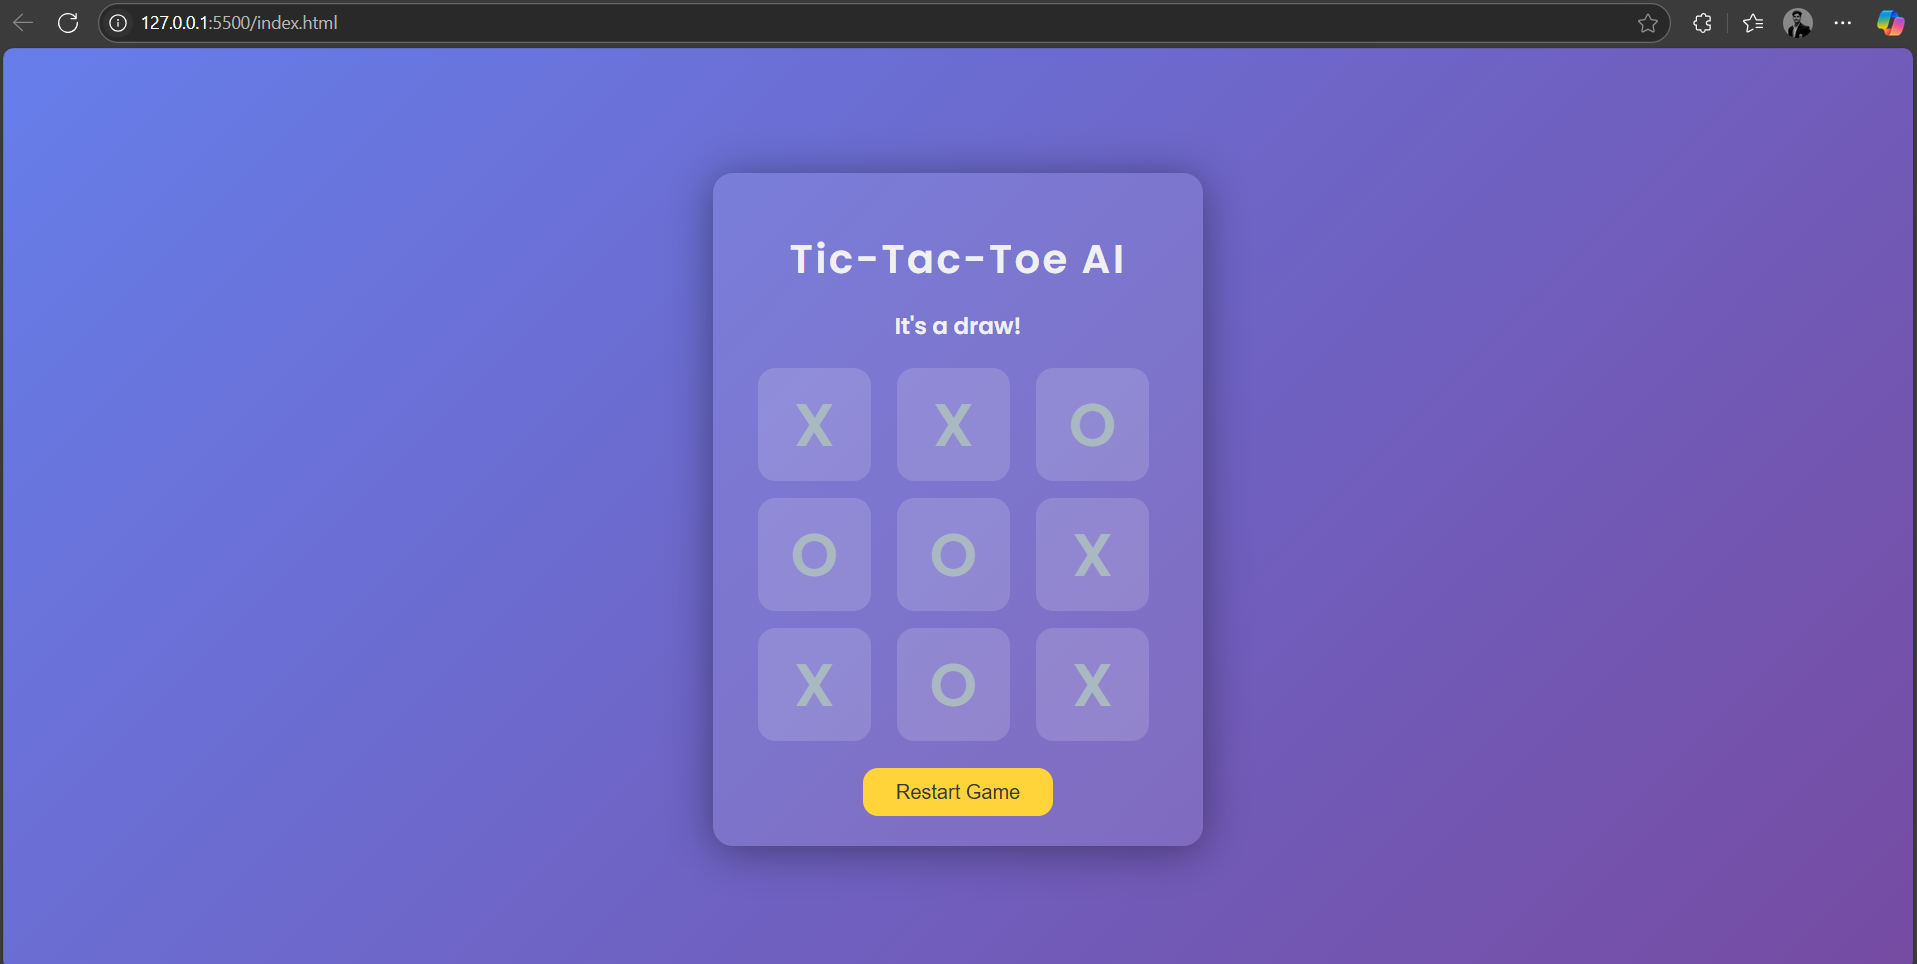 127.0.0.1:5500/index.html
Tic-Tac-Toe AI
It's a draw!
X X O
O O X
X O X
Restart Game